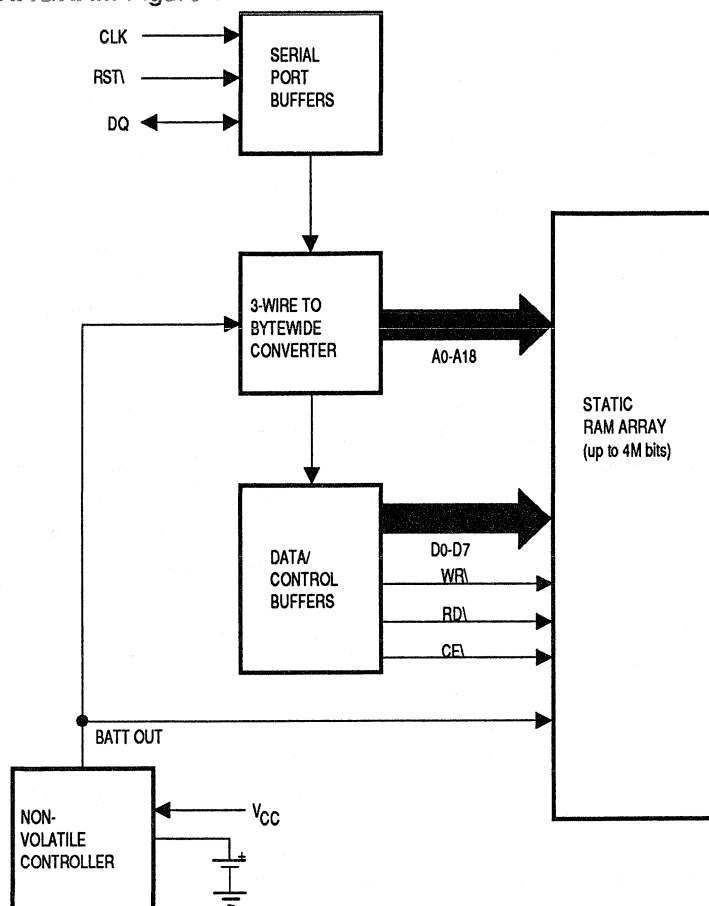 CLK
RST\
DQ
SERIAL
PORT
BUFFERS
3-WIRE TO
BYTEWIDE
CONVERTER
A0-A18
STATIC
RAM ARRAY
(up to 4M bits)
DATA/
CONTROL
BUFFERS
D0-D7
WR\
RD\
CE\
BATT OUT
NON-
VOLATILE
CONTROLLER
VCC
+